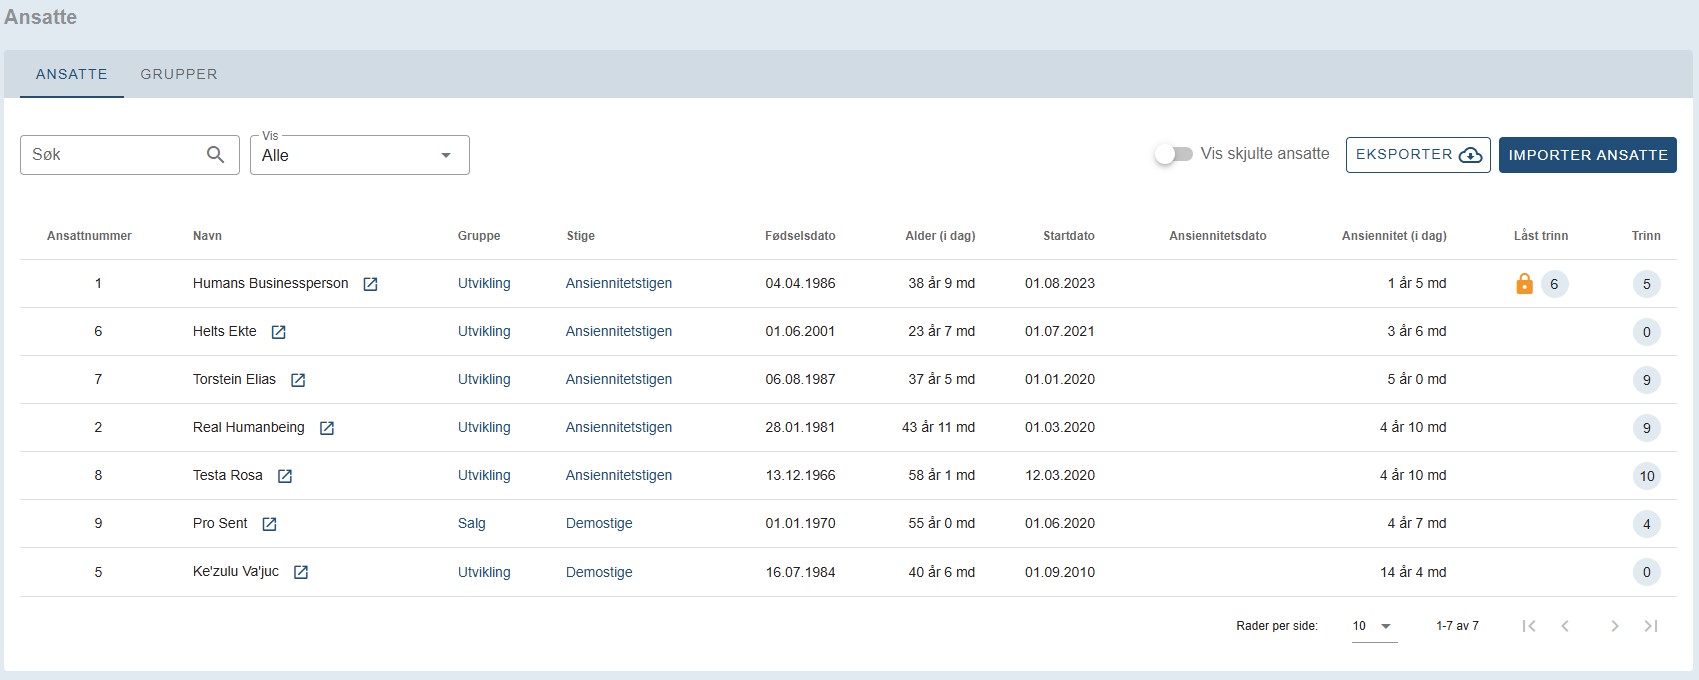 Ansatte
ANSATTE GRUPPER
Vis
Søk Alle Vis skjulte ansatte EKSPORTER IMPORTER ANSATTE
Ansattnummer Navn Gruppe Stige Fødselsdato Alder (i dag) Startdato Ansiennitetsdato Ansiennitet (i dag) Låst trinn Trinn
1 Humans Businessperson Utvikling Ansiennitetstigen 04.04.1986 38 år 9 md 01.08.2023 1 år 5 md 6 5
6 Helts Ekte Utvikling Ansiennitetstigen 01.06.2001 23 år 7 md 01.07.2021 3 år 6 md 0
7 Torstein Elias Utvikling Ansiennitetstigen 06.08.1987 37 år 5 md 01.01.2020 5 år 0 md 9
2 Real Humanbeing Utvikling Ansiennitetstigen 28.01.1981 43 år 11 md 01.03.2020 4 år 10 md 9
8 Testa Rosa Utvikling Ansiennitetstigen 13.12.1966 58 år 1 md 12.03.2020 4 år 10 md 10
9 Pro Sent Salg Demostige 01.01.1970 55 år 0 md 01.06.2020 4 år 7 md 4
5 Ke'zulu Va'juc Utvikling Demostige 16.07.1984 40 år 6 md 01.09.2010 14 år 4 md 0
Rader per side: 10 1-7 av 7